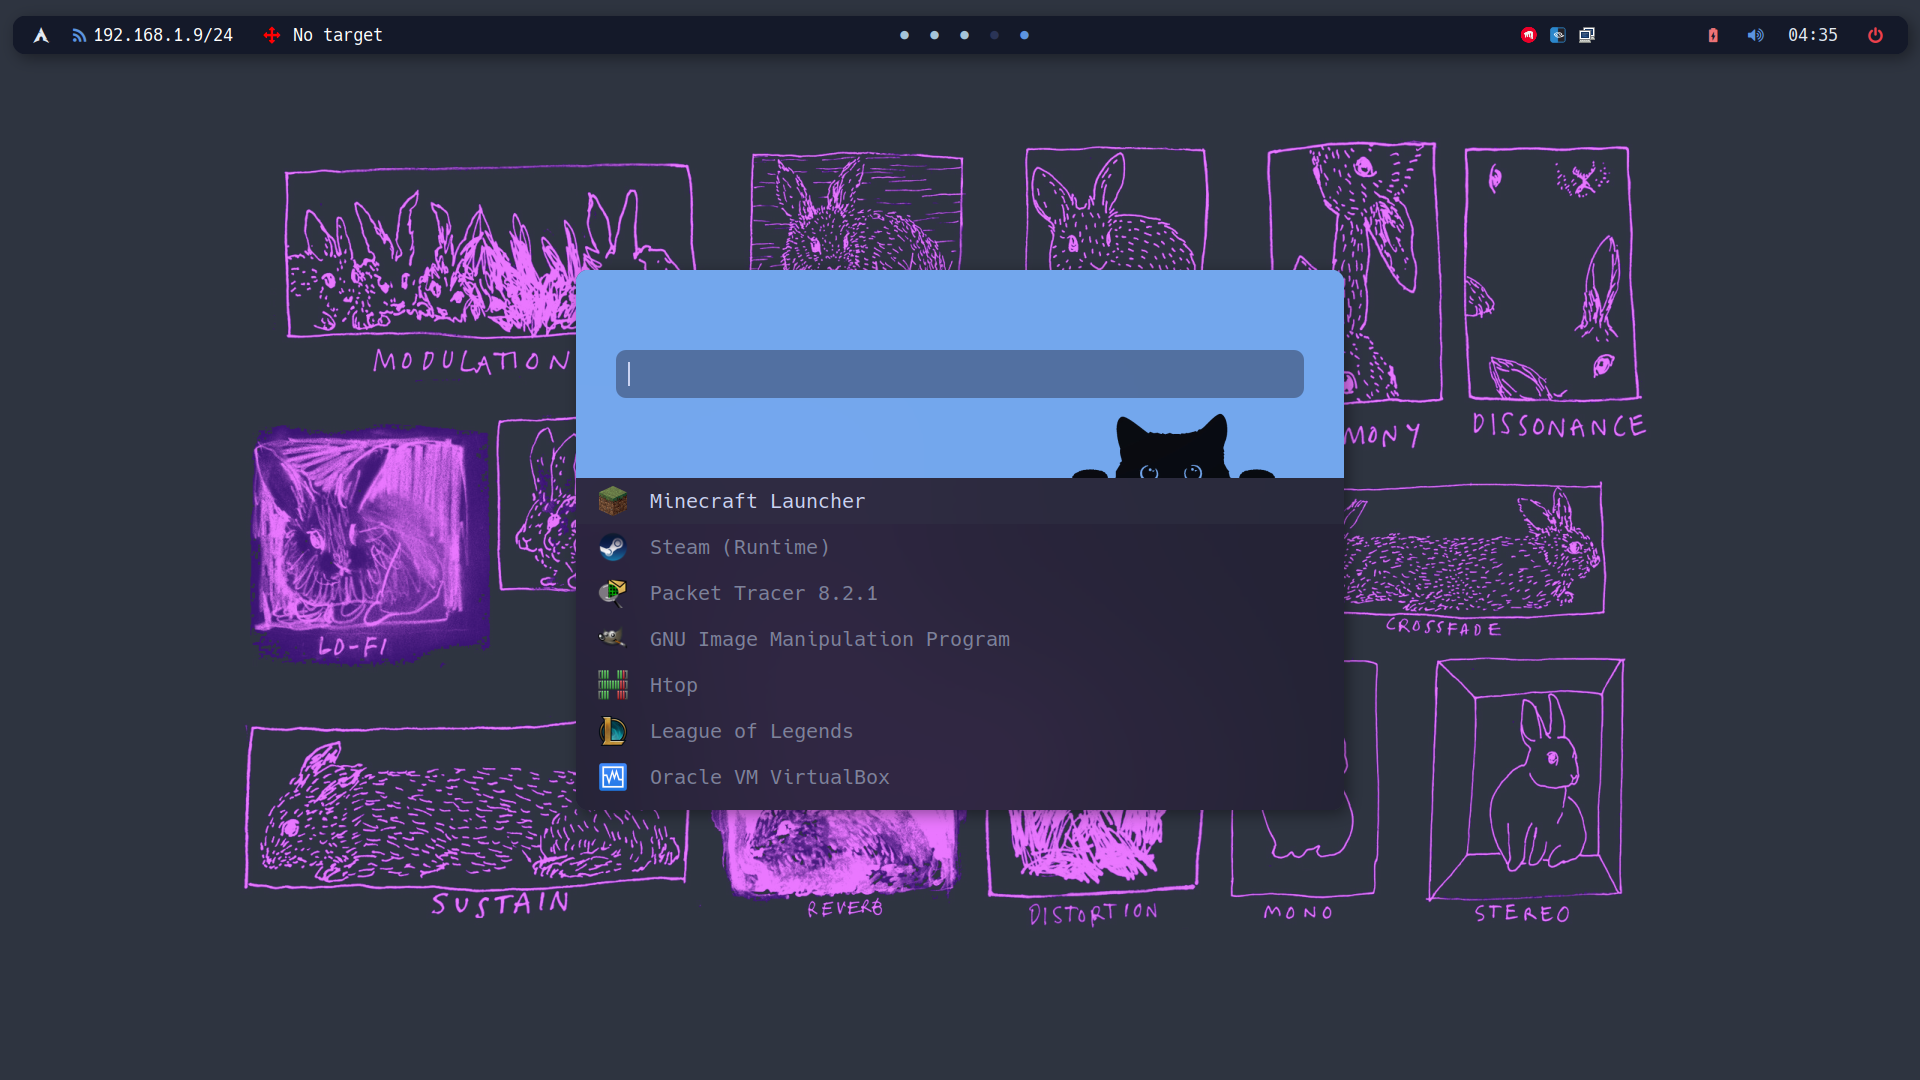 192.168.1.9/24 No target 04:35
MODULATION
MONY
DISSONANCE
Minecraft Launcher
Steam (Runtime)
Packet Tracer 8.2.1
GNU Image Manipulation Program
Htop
League of Legends
Oracle VM VirtualBox
LO-FI
CROSSFADE
SUSTAIN
REVERB
DISTORTION
MONO
STEREO